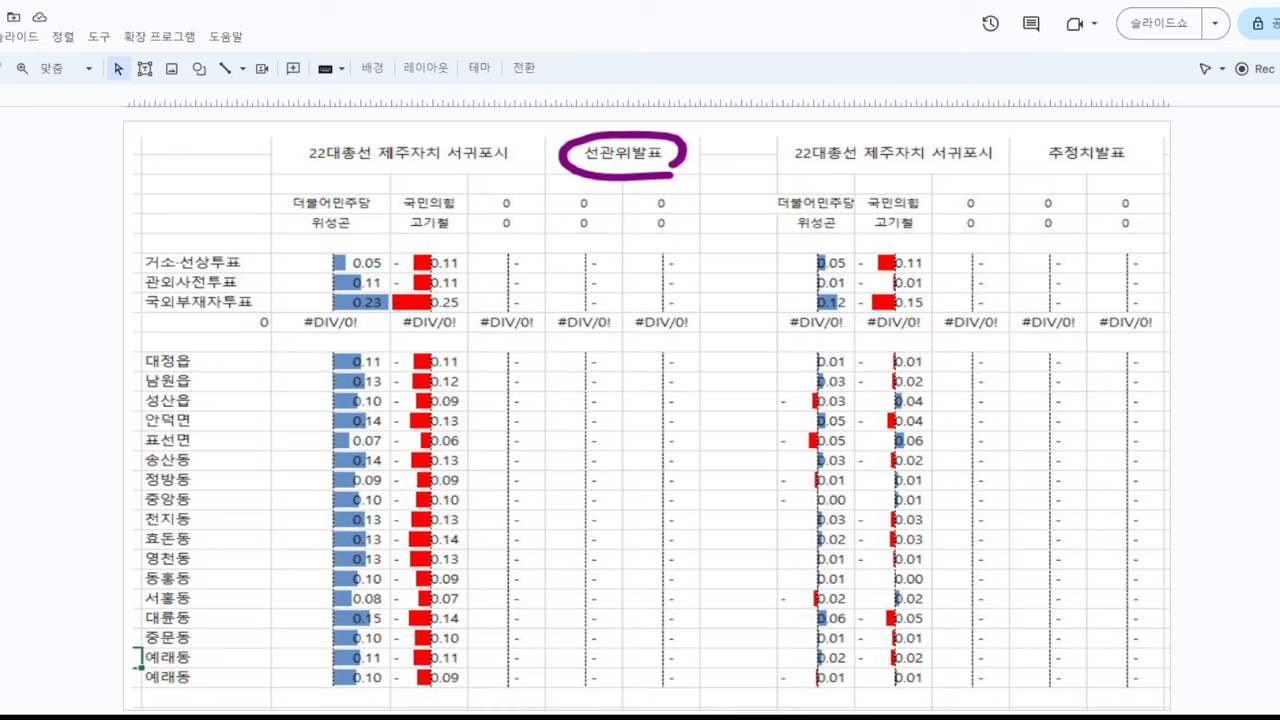 슬라이드 정렬 도구 확장 프로그램 도움말
슬라이드쇼
맞춤 배경 레이아웃 테마 전환 Rec
22대총선 제주자치 서귀포시 선관위발표 22대총선 제주자치 서귀포시 추정치발표
더불어민주당 국민의힘 0 0 0 더불어민주당 국민의힘 0 0 0
위성곤 고기철 0 0 0 위성곤 고기철 0 0 0
거소·선상투표 0.05 - 0.11 - - - 0.05 - 0.11 - - -
관외사전투표 0.11 - 0.11 - - - 0.01 - 0.01 - - -
국외부재자투표 0.23 - 0.25 - - - 0.12 - 0.15 - - -
0 #DIV/0! #DIV/0! #DIV/0! #DIV/0! #DIV/0! #DIV/0! #DIV/0! #DIV/0! #DIV/0! #DIV/0!
대정읍 0.11 - 0.11 - - - 0.01 - 0.01 - - -
남원읍 0.13 - 0.12 - - - 0.03 - 0.02 - - -
성산읍 0.10 - 0.09 - - - - 0.03 0.04 - - -
안덕면 0.14 - 0.13 - - - 0.05 - 0.04 - - -
표선면 0.07 - 0.06 - - - - 0.05 0.06 - - -
송산동 0.14 - 0.13 - - - 0.03 - 0.02 - - -
정방동 0.09 - 0.09 - - - - 0.01 0.01 - - -
중앙동 0.10 - 0.10 - - - - 0.00 0.01 - - -
천지동 0.13 - 0.13 - - - 0.03 - 0.03 - - -
효돈동 0.13 - 0.14 - - - 0.02 - 0.03 - - -
영천동 0.13 - 0.13 - - - 0.01 - 0.01 - - -
동홍동 0.10 - 0.09 - - - 0.01 0.00 - - -
서홍동 0.08 - 0.07 - - - - 0.02 0.02 - - -
대륜동 0.15 - 0.14 - - - 0.06 - 0.05 - - -
중문동 0.10 - 0.10 - - - 0.01 - 0.01 - - -
예래동 0.11 - 0.11 - - - 0.02 - 0.02 - - -
예래동 0.10 - 0.09 - - - - 0.01 0.01 - - -